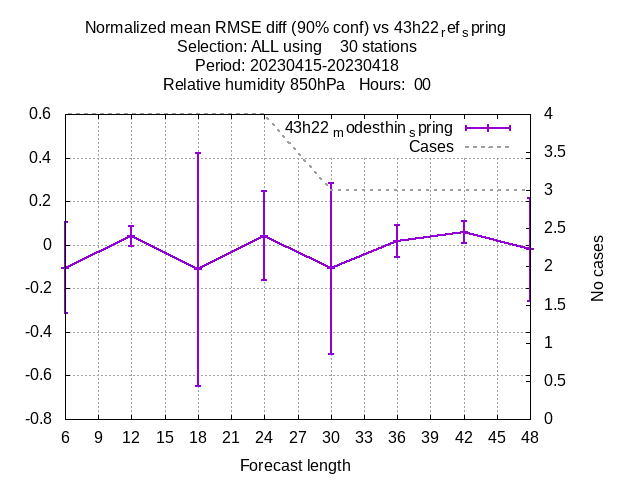 Normalized mean RMSE diff (90% conf) vs 43h22refspring
Selection: ALL using 30 stations
Period: 20230415-20230418
Relative humidity 850hPa Hours: 00
43h22modesthinspring
Cases
0.6
0.4
0.2
0
-0.2
-0.4
-0.6
-0.8
4
3.5
3
2.5
2
1.5
1
0.5
0
No cases
6 9 12 15 18 21 24 27 30 33 36 39 42 45 48
Forecast length